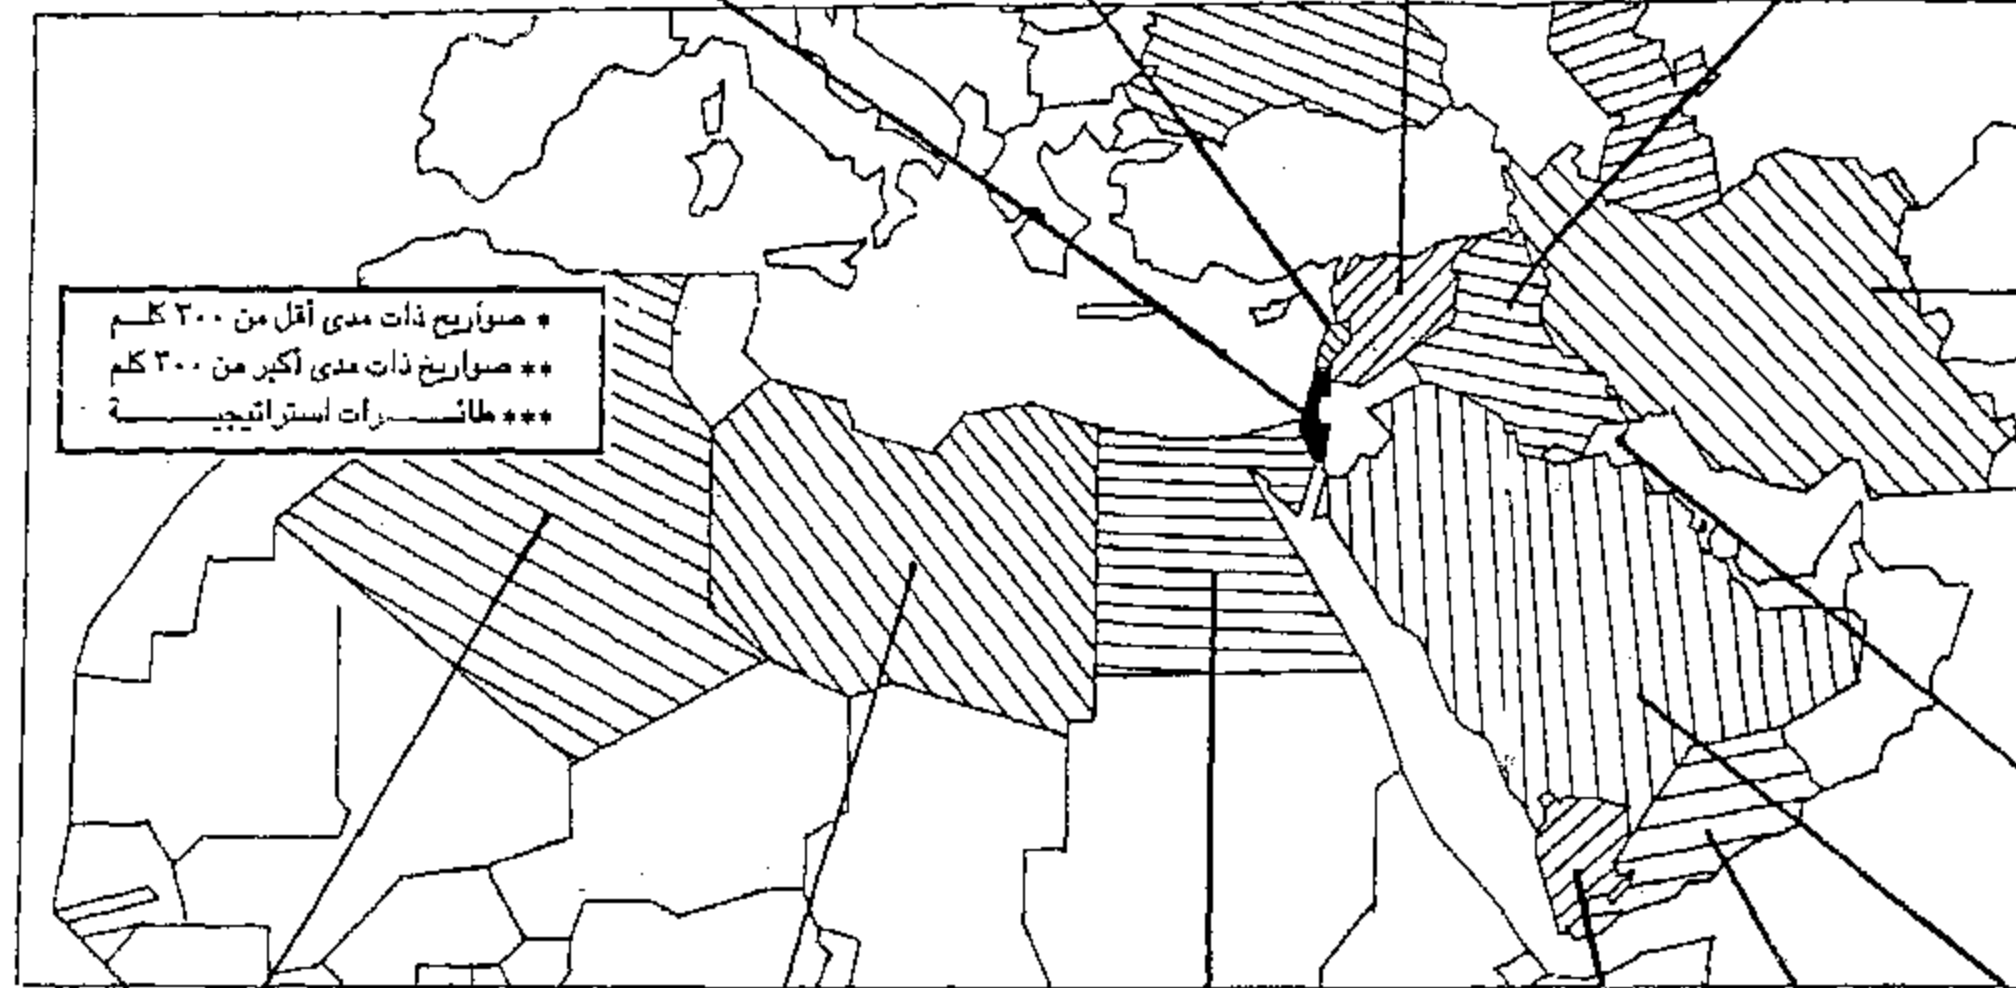 * صواريخ ذات مدى أقل من ٣٠٠ كلم
** صواريخ ذات مدى أكبر من ٣٠٠ كلم
*** طائرات استراتيجية